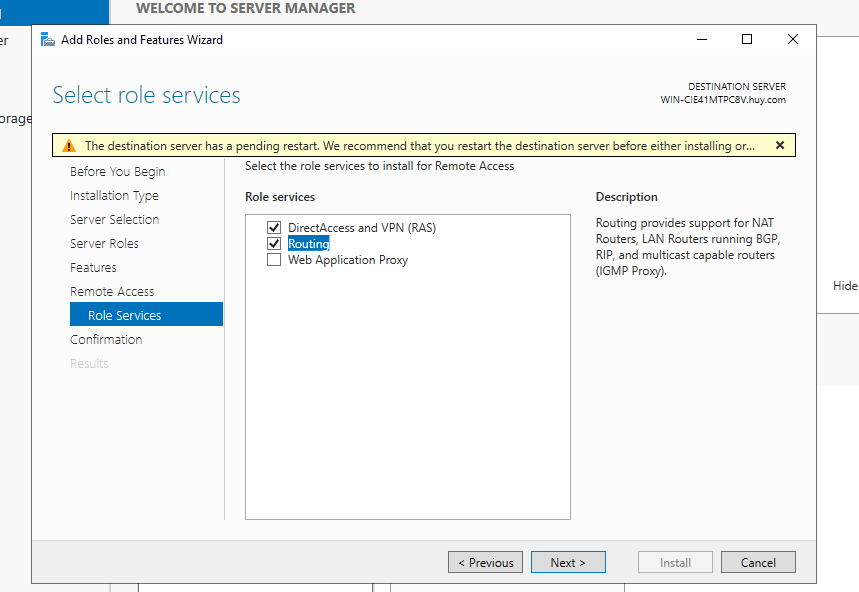 WELCOME TO SERVER MANAGER
Add Roles and Features Wizard
Select role services
DESTINATION SERVER
WIN-CIE41MTPC8V.huy.com
The destination server has a pending restart. We recommend that you restart the destination server before either installing or...
Before You Begin
Installation Type
Server Selection
Server Roles
Features
Remote Access
Role Services
Confirmation
Results
Select the role services to install for Remote Access
Role services
DirectAccess and VPN (RAS)
Routing
Web Application Proxy
Description
Routing provides support for NAT
Routers, LAN Routers running BGP,
RIP, and multicast capable routers
(IGMP Proxy).
Hide
< Previous
Next >
Install
Cancel